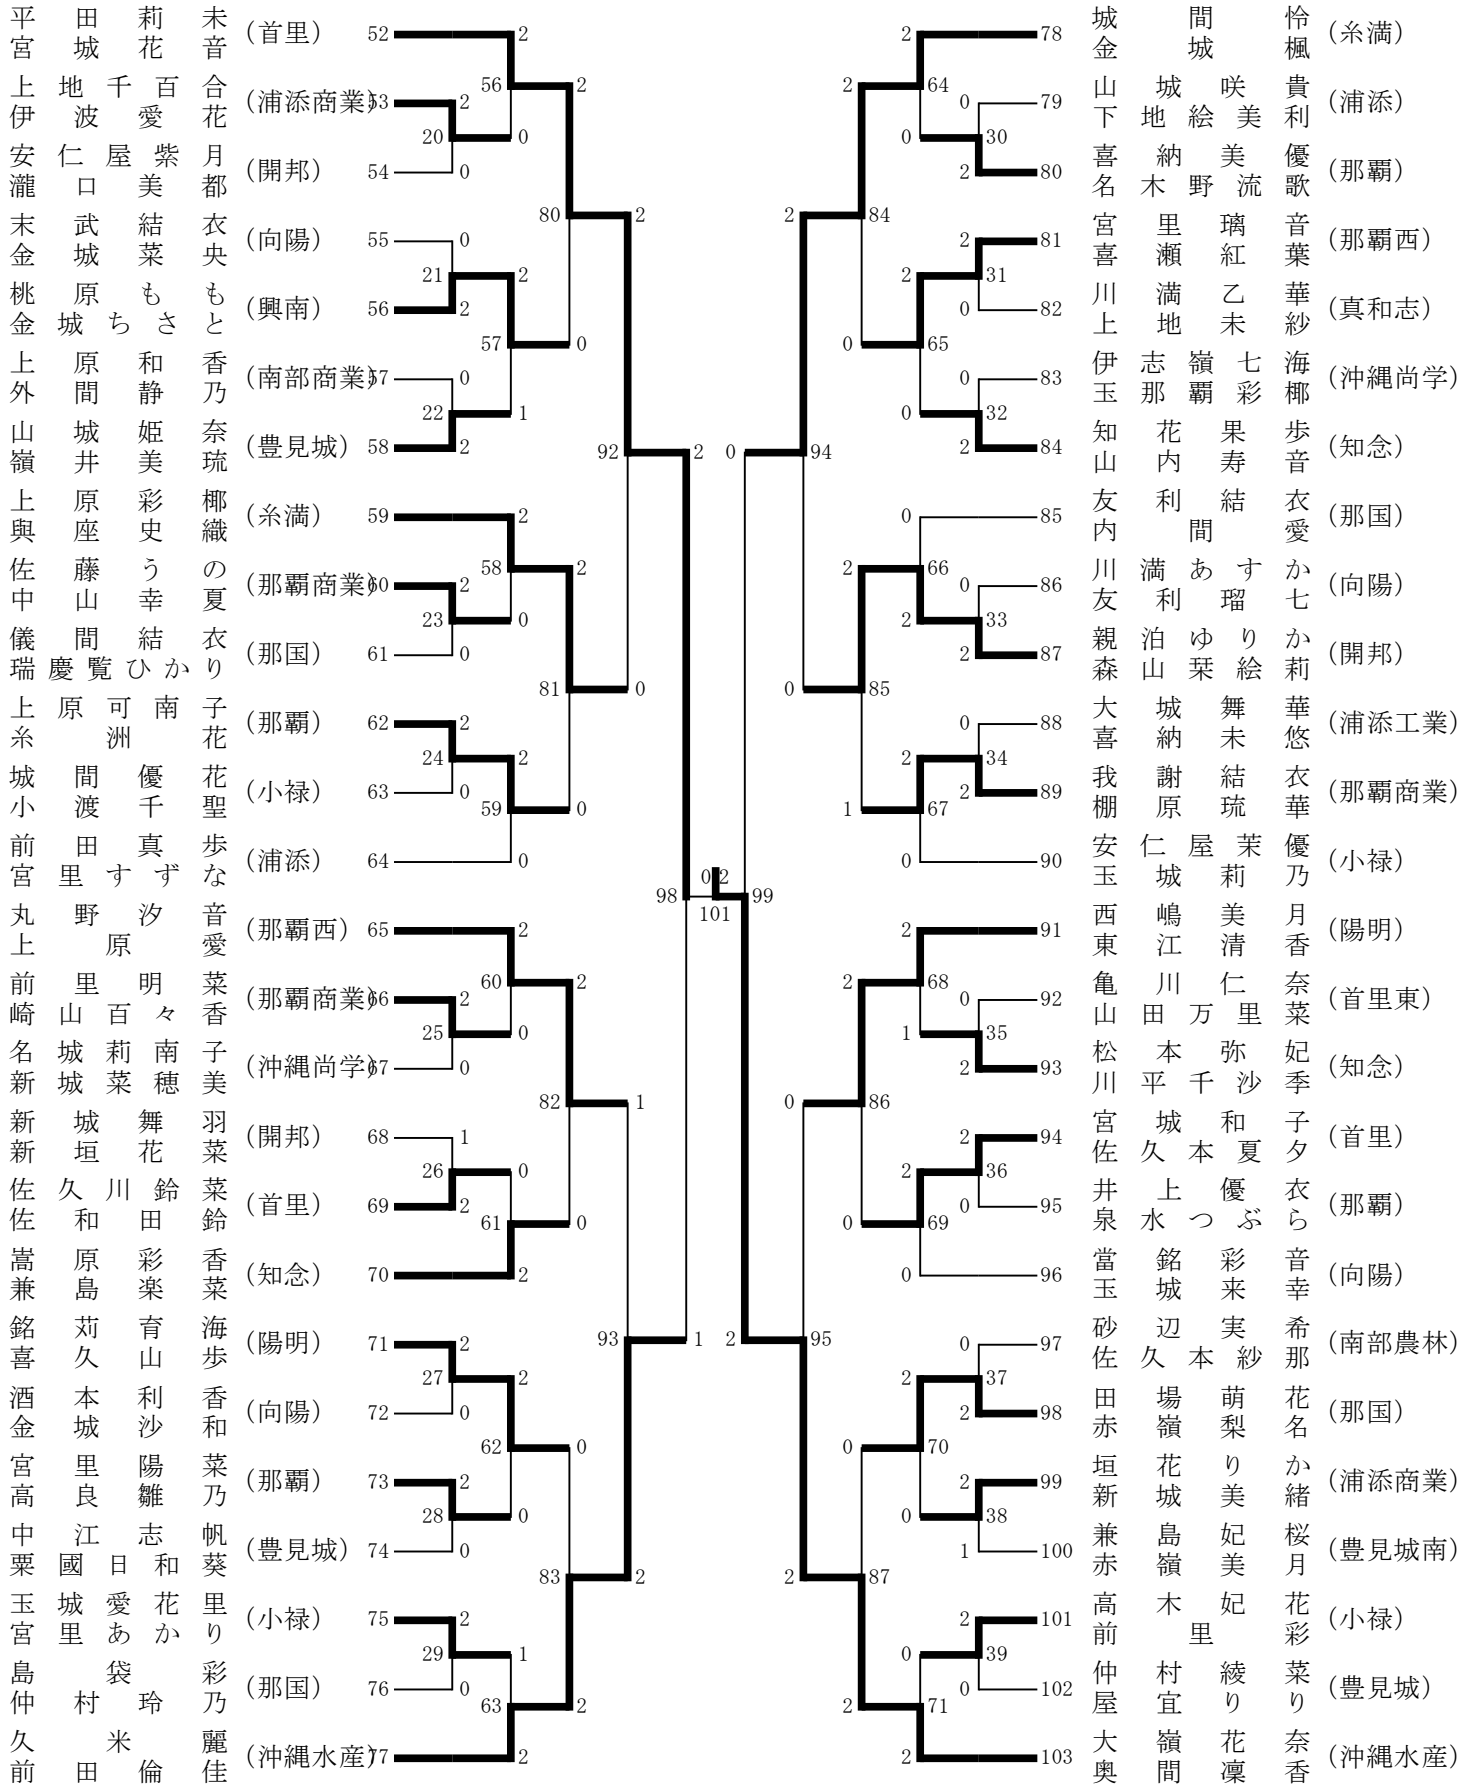 平田莉未
宮城花音
(首里) 52
上地千百合
伊波愛花
(浦添商業) 53
安仁屋紫月
瀧口美都
(開邦) 54
末武結衣
金城菜央
(向陽) 55
桃原もも
金城ちさと
(興南) 56
上原和香
外間静乃
(南部商業) 57
山城姫奈
嶺井美琉
(豊見城) 58
上原彩椰
與座史織
(糸満) 59
佐藤うの
中山幸夏
(那覇商業) 60
儀間結衣
瑞慶覧ひかり
(那国) 61
上原可南子
糸洲花
(那覇) 62
城間優花
小渡千聖
(小禄) 63
前田真歩
宮里すずな
(浦添) 64
丸野汐音
上原愛
(那覇西) 65
前里明菜
崎山百々香
(那覇商業) 66
名城莉南子
新城菜穂美
(沖縄尚学) 67
新城舞羽
新垣花菜
(開邦) 68
佐久川鈴菜
佐和田鈴
(首里) 69
嵩原彩香
兼島楽菜
(知念) 70
銘苅育海
喜久山歩
(陽明) 71
酒本利香
金城沙和
(向陽) 72
宮里陽菜
高良雛乃
(那覇) 73
中江志帆
粟國日和葵
(豊見城) 74
玉城愛花里
宮里あかり
(小禄) 75
島袋彩
仲村玲乃
(那国) 76
久米麗
前田倫佳
(沖縄水産) 77
2
56
2
2
20
0
0
0
80
2
0
21
2
2
57
0
0
22
1
2
92
2
2
58
2
2
23
0
0
81
0
2
24
2
0
59
0
0
98
2
60
2
2
25
0
0
82
1
1
26
0
2
61
0
2
93
1
2
27
2
0
62
0
2
28
0
0
83
2
2
29
1
0
63
2
2
0 2
101
99
2
2
64
0
0
30
2
2
84
2
2
31
0
0
65
0
0
32
2
0
94
0
2
66
0
2
33
2
0
85
0
2
34
2
1
67
0
2
2
68
0
1
35
2
0
86
2
2
36
0
0
69
0
2
95
0
2
37
2
0
70
2
0
38
1
2
87
2
0
39
0
2
71
2
城間怜
金城楓
78 (糸満)
山城咲貴
下地絵美利
79 (浦添)
喜納美優
名木野流歌
80 (那覇)
宮里璃音
喜瀬紅葉
81 (那覇西)
川満乙華
上地未紗
82 (真和志)
伊志嶺七海
玉那覇彩椰
83 (沖縄尚学)
知花果歩
山内寿音
84 (知念)
友利結衣
内間愛
85 (那国)
川満あすか
友利瑠七
86 (向陽)
親泊ゆりか
森山栞絵莉
87 (開邦)
大城舞華
喜納未悠
88 (浦添工業)
我謝結衣
棚原琉華
89 (那覇商業)
安仁屋茉優
玉城莉乃
90 (小禄)
西嶋美月
東江清香
91 (陽明)
亀川仁奈
山田万里菜
92 (首里東)
松本弥妃
川平千沙季
93 (知念)
宮城和子
佐久本夏夕
94 (首里)
井上優衣
泉水つぶら
95 (那覇)
當銘彩音
玉城来幸
96 (向陽)
砂辺実希
佐久本紗那
97 (南部農林)
田場萌花
赤嶺梨名
98 (那国)
垣花りか
新城美緒
99 (浦添商業)
兼島妃桜
赤嶺美月
100 (豊見城南)
高木妃花
前里彩
101 (小禄)
仲村綾菜
屋宜りり
102 (豊見城)
大嶺花奈
奥間凜香
103 (沖縄水産)